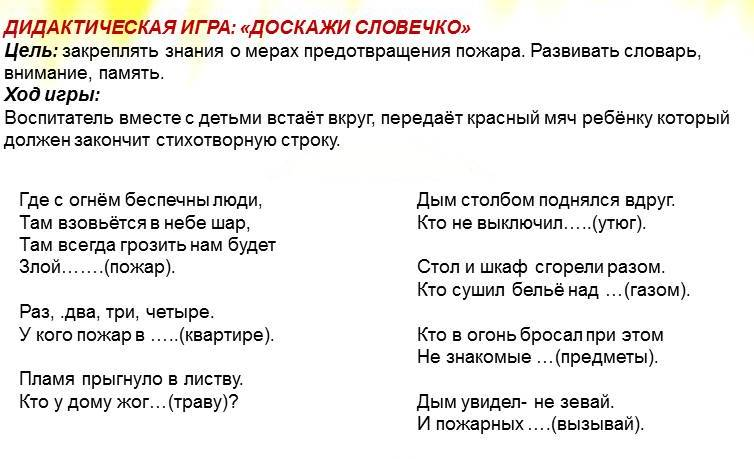 ДИДАКТИЧЕСКАЯ ИГРА: «ДОСКАЖИ СЛОВЕЧКО»
Цель: закреплять знания о мерах предотвращения пожара. Развивать словарь,
внимание, память.
Ход игры:
Воспитатель вместе с детьми встаёт вкруг, передаёт красный мяч ребёнку который
должен закончит стихотворную строку.
Где с огнём беспечны люди,
Там взовьётся в небе шар,
Там всегда грозить нам будет
Злой…….(пожар).
Раз, .два, три, четыре.
У кого пожар в …..(квартире).
Пламя прыгнуло в листву.
Кто у дому жог…(траву)?
Дым столбом поднялся вдруг.
Кто не выключил…..(утюг).
Стол и шкаф сгорели разом.
Кто сушил бельё над …(газом).
Кто в огонь бросал при этом
Не знакомые …(предметы).
Дым увидел- не зевай.
И пожарных ….(вызывай).